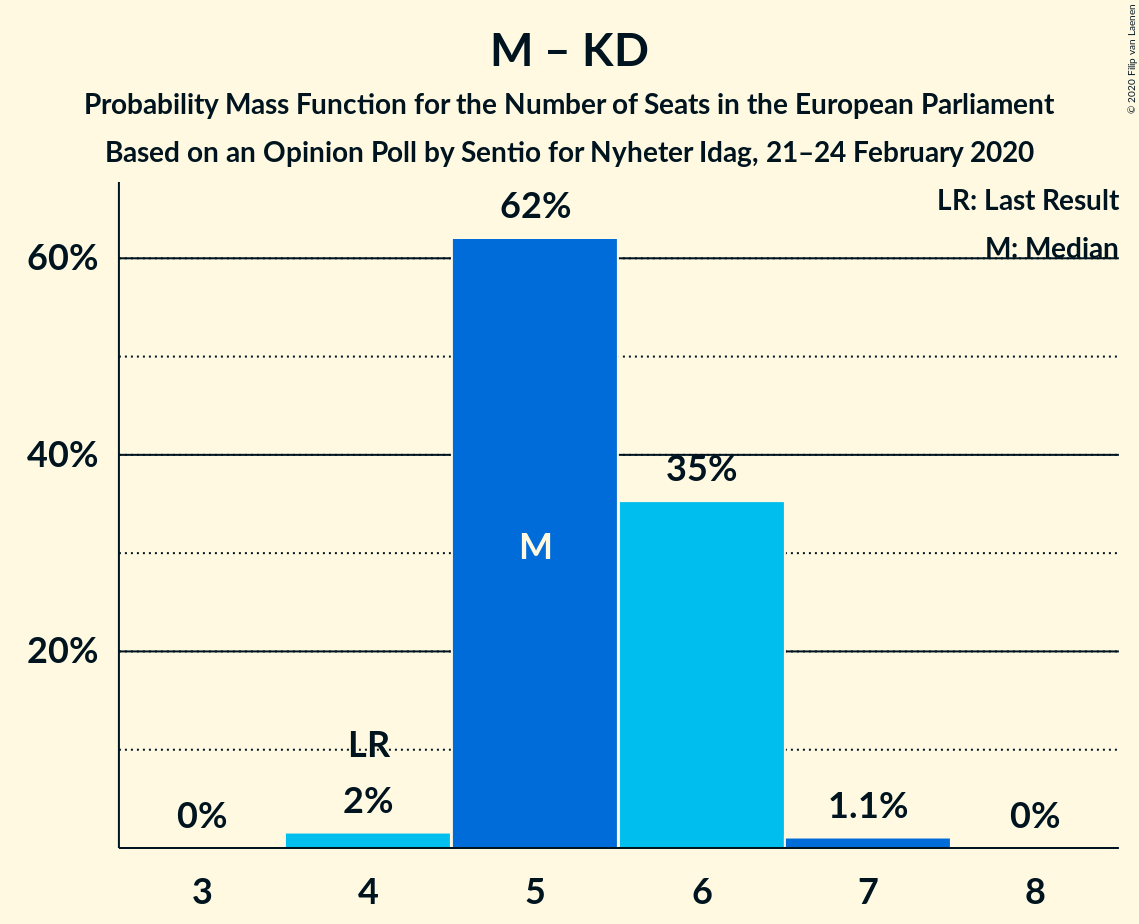 M – KD
Probability Mass Function for the Number of Seats in the European Parliament
Based on an Opinion Poll by Sentio for Nyheter Idag, 21–24 February 2020
© 2020 Filip van Laenen
LR: Last Result
M: Median
60%
40%
20%
0%
LR
2%
62%
M
35%
1.1%
0%
3 4 5 6 7 8